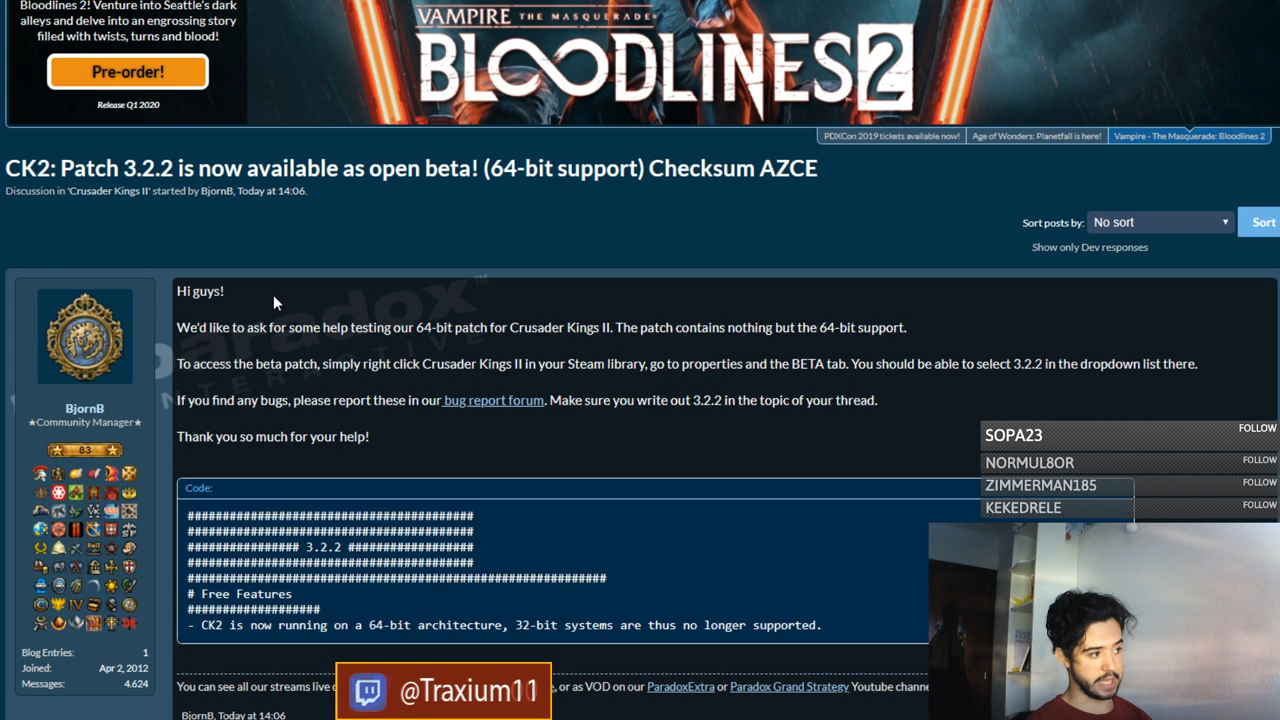 Bloodlines 2! Venture into Seattle's dark
alleys and delve into an engrossing story
filled with twists, turns and blood!
Pre-order!
Release Q1 2020
VAMPIRE THE MASQUERADE
BLOODLINES 2
PDXCon 2019 tickets available now!
Age of Wonders: Planetfall is here!
Vampire - The Masquerade: Bloodlines 2
CK2: Patch 3.2.2 is now available as open beta! (64-bit support) Checksum AZCE
Discussion in 'Crusader Kings II' started by BjornB, Today at 14:06.
Sort posts by: No sort Sort
Show only Dev responses
paradox
INTERACTIVE
BjornB
★Community Manager★
83
Blog Entries: 1
Joined: Apr 2, 2012
Messages: 4.624
Hi guys!
We'd like to ask for some help testing our 64-bit patch for Crusader Kings II. The patch contains nothing but the 64-bit support.
To access the beta patch, simply right click Crusader Kings II in your Steam library, go to properties and the BETA tab. You should be able to select 3.2.2 in the dropdown list there.
If you find any bugs, please report these in our bug report forum. Make sure you write out 3.2.2 in the topic of your thread.
Thank you so much for your help!
Code:
#########################################
#########################################
################ 3.2.2 ##################
#########################################
############################################################
# Free Features
###################
- CK2 is now running on a 64-bit architecture, 32-bit systems are thus no longer supported.
You can see all our streams live
, or as VOD on our ParadoxExtra or Paradox Grand Strategy Youtube channe
BjornB, Today at 14:06
SOPA23 FOLLOW
NORMUL8OR FOLLOW
ZIMMERMAN185 FOLLOW
KEKEDRELE FOLLOW
@Traxium11